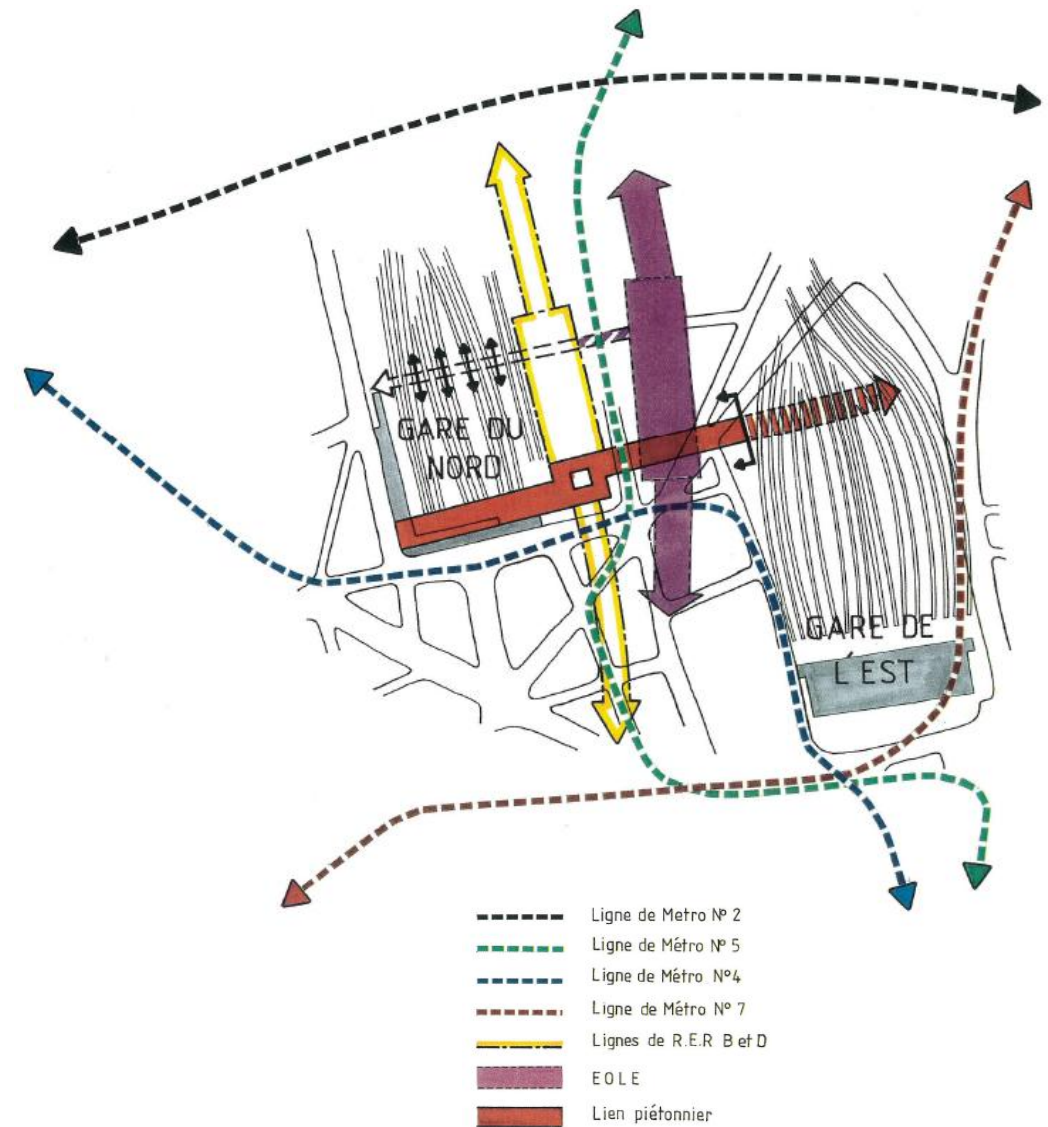 GARE DU
NORD
GARE DE
L'ÉST
Ligne de Metro N° 2
Ligne de Métro N° 5
Ligne de Métro N°4
Ligne de Métro N° 7
Lignes de R.E.R B et D
EOLE
Lien piétonnier